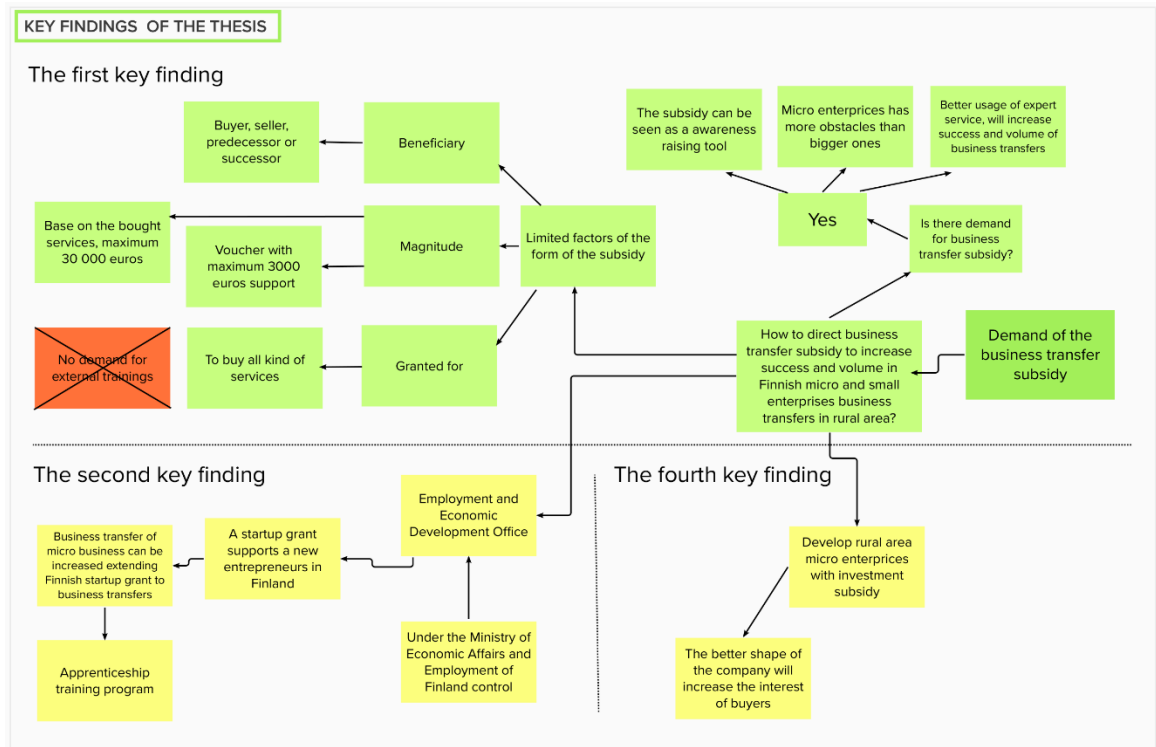 KEY FINDINGS OF THE THESIS
The first key finding
Buyer, seller,
predecessor or
successor
Beneficiary
The subsidy can be
seen as a awareness
raising tool
Micro enterprices has
more obstacles than
bigger ones
Better usage of expert
service, will increase
success and volume of
business transfers
Base on the bought
services, maximum
30 000 euros
Voucher with
maximum 3000
euros support
Magnitude
Limited factors of the
form of the subsidy
Yes
Is there demand
for business
transfer subsidy?
No demand for
external trainings
To buy all kind of
services
Granted for
How to direct business
transfer subsidy to increase
success and volume in
Finnish micro and small
enterprises business
transfers in rural area?
Demand of the
business transfer
subsidy
The second key finding
Employment and
Economic
Development Office
A startup grant
supports a new
entrepreneurs in
Finland
Business transfer of
micro business can be
increased extending
Finnish startup grant to
business transfers
Apprenticeship
training program
Under the Ministry of
Economic Affairs and
Employment of
Finland control
The fourth key finding
Develop rural area
micro enterprices
with investment
subsidy
The better shape of
the company will
increase the interest
of buyers